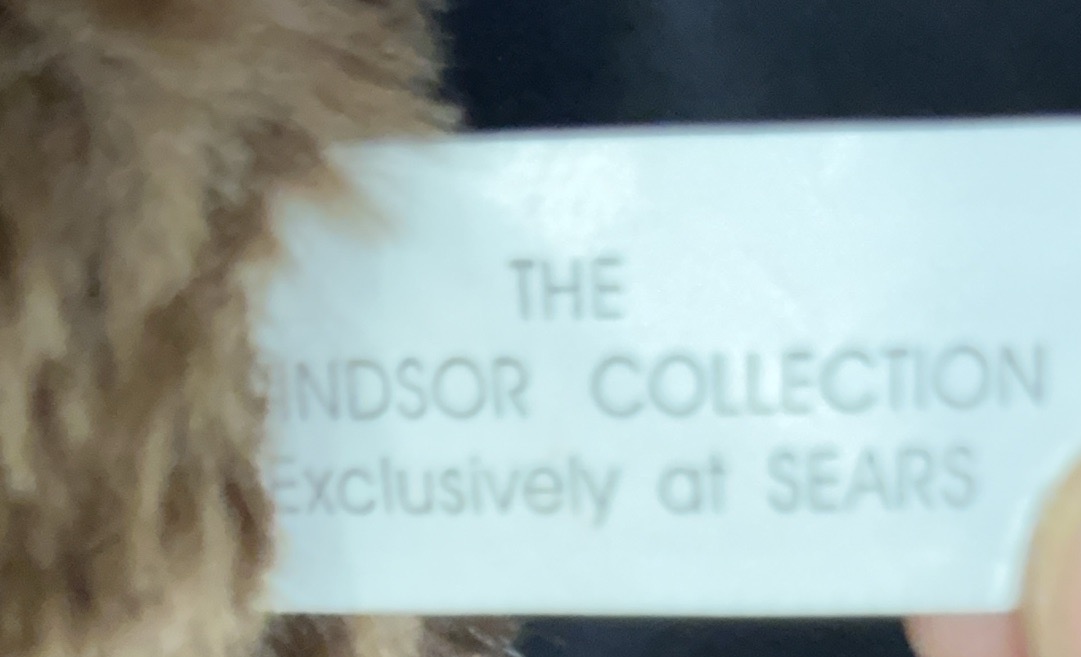 THE
INDSOR COLLECTION
Exclusively at SEARS